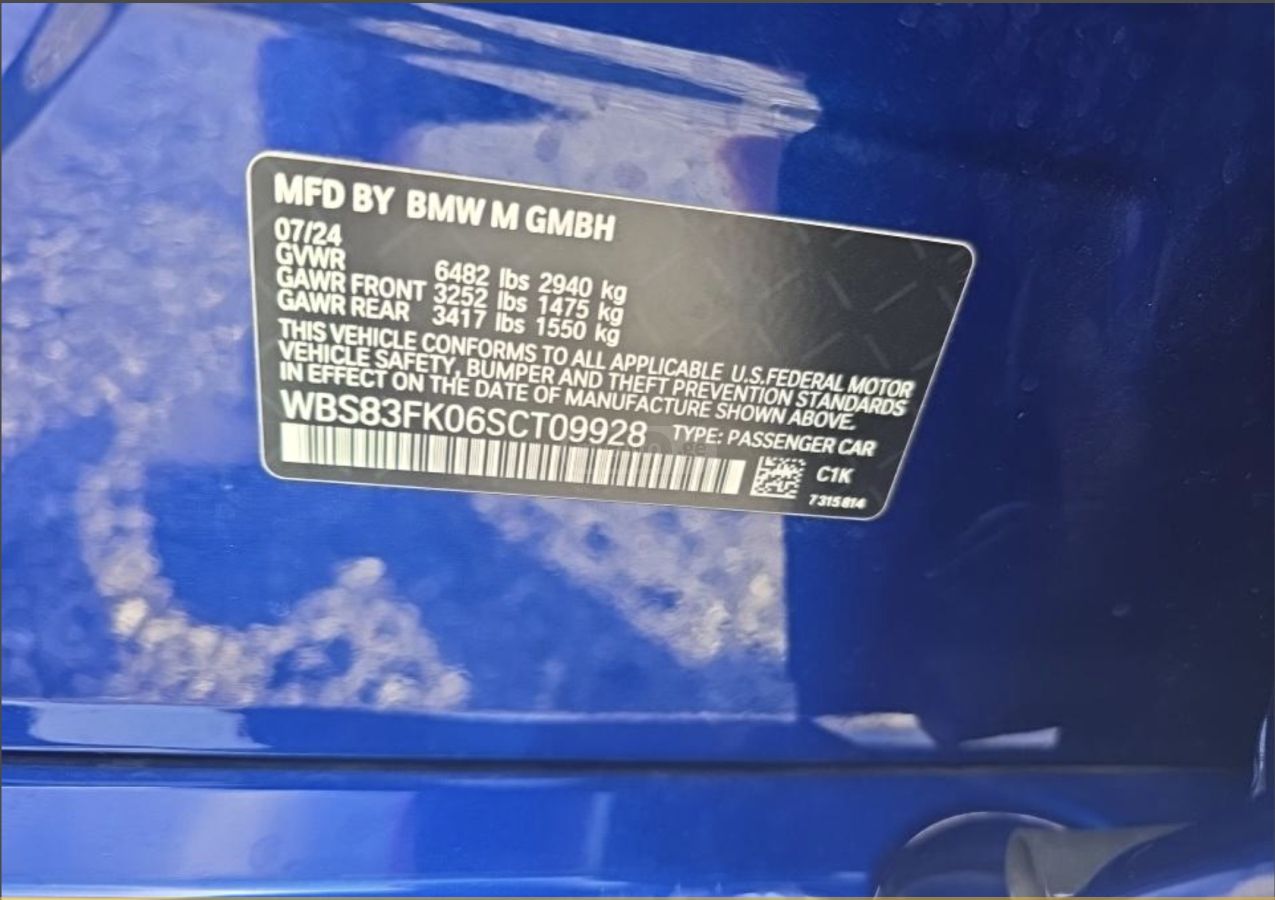 MFD BY BMW M GMBH
07/24
GVWR 6482 lbs 2940 kg
GAWR FRONT 3252 lbs 1475 kg
GAWR REAR 3417 lbs 1550 kg
THIS VEHICLE CONFORMS TO ALL APPLICABLE U.S.FEDERAL MOTOR
VEHICLE SAFETY, BUMPER AND THEFT PREVENTION STANDARDS
IN EFFECT ON THE DATE OF MANUFACTURE SHOWN ABOVE.
WBS83FK06SCT09928 TYPE: PASSENGER CAR
C1K
7315814